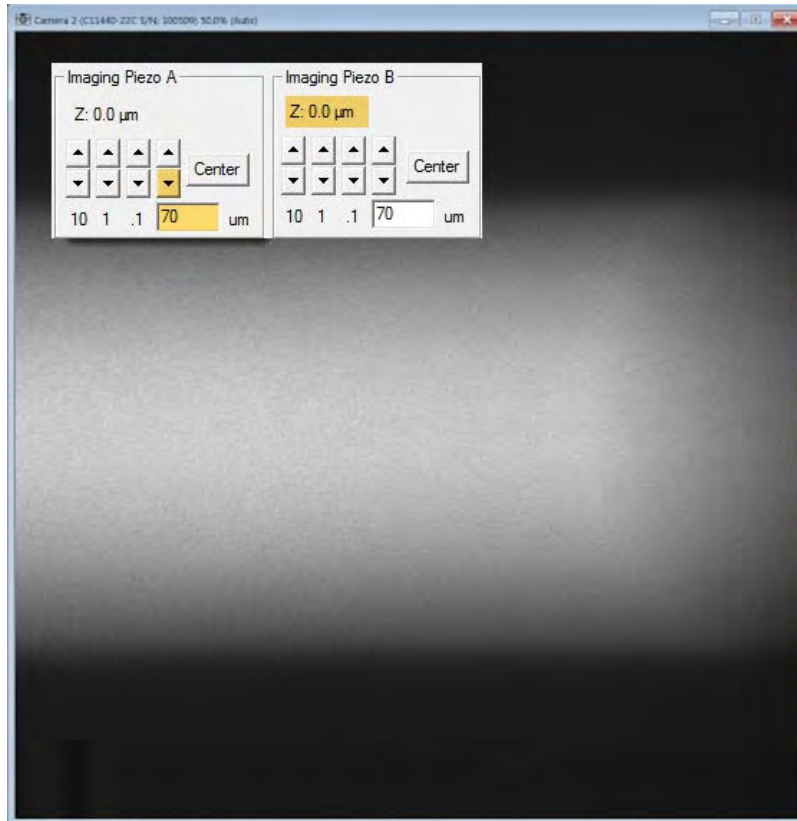 Camera 2 (C11440-22C S/N: 100509) 50.0% (Auto)
Imaging Piezo A
Z: 0.0 µm
Center
10 1 .1 70 um
Imaging Piezo B
Z: 0.0 µm
Center
10 1 .1 70 um